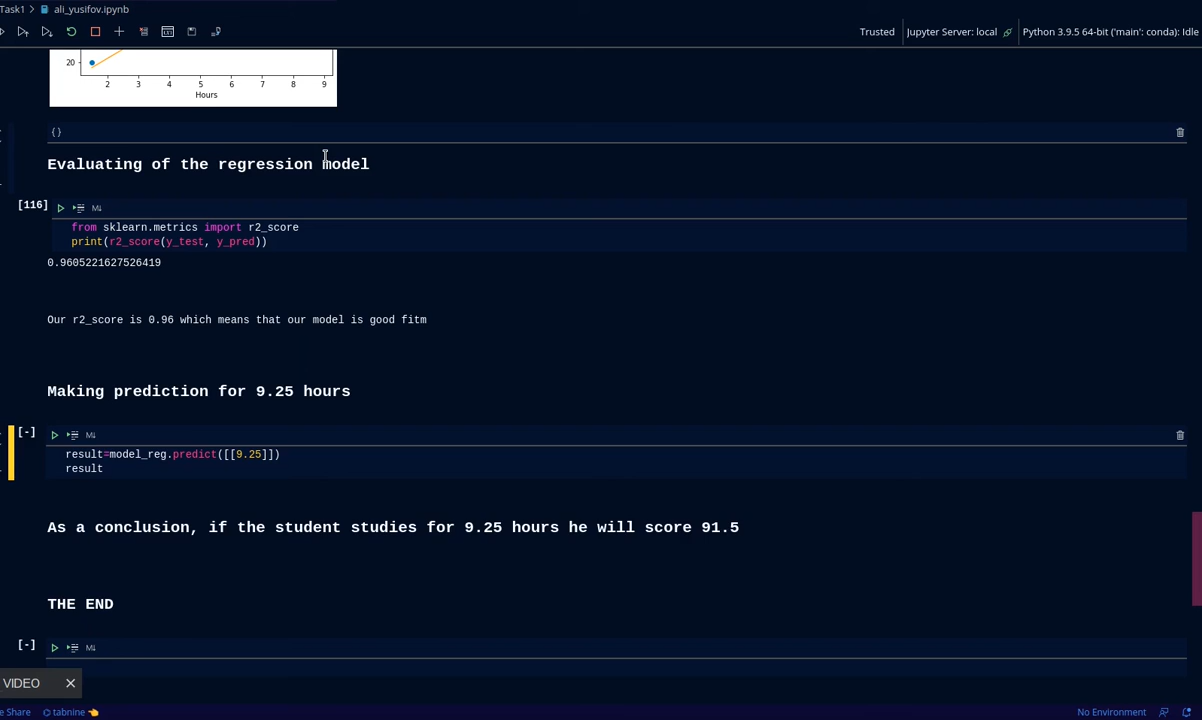 Task1 > ali_yusifov.ipynb
Trusted Jupyter Server: local Python 3.9.5 64-bit ('main': conda): Idle
20
2 3 4 5 6 7 8 9
Hours
{}
Evaluating of the regression model
[116]
M↓
from sklearn.metrics import r2_score
print(r2_score(y_test, y_pred))
0.9605221627526419
Our r2_score is 0.96 which means that our model is good fitm
Making prediction for 9.25 hours
[-]
M↓
result=model_reg.predict([[9.25]])
result
As a conclusion, if the student studies for 9.25 hours he will score 91.5
THE END
[-]
M↓
VIDEO
e Share tabnine No Environment